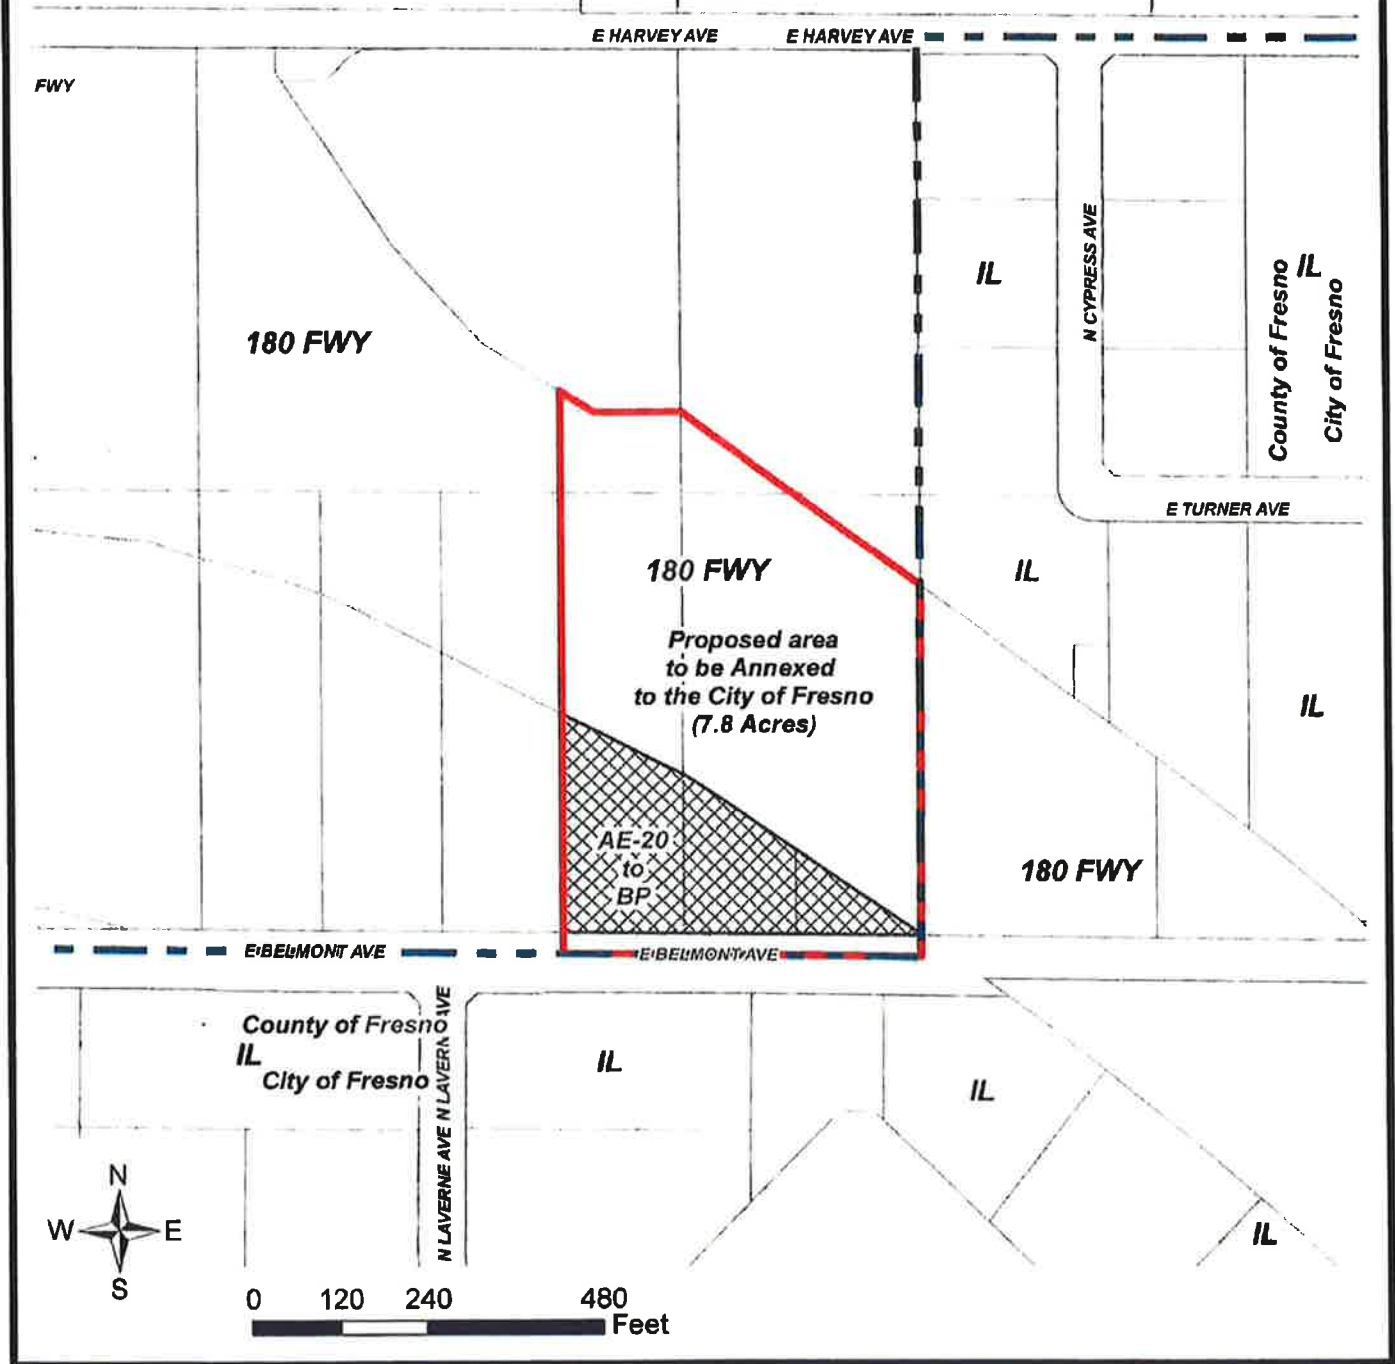 E HARVEY AVE
E HARVEY AVE
FWY
N CYPRESS AVE
IL
IL
County of Fresno
City of Fresno
180 FWY
E TURNER AVE
180 FWY
IL
Proposed area
to be Annexed
to the City of Fresno
(7.8 Acres)
IL
AE-20
to
BP
180 FWY
E BELMONT AVE
E BELMONT AVE
County of Fresno
IL
City of Fresno
N LAVERNE AVE
N LAVERN AVE
IL
IL
IL
N
W
E
S
0 120 240 480
Feet